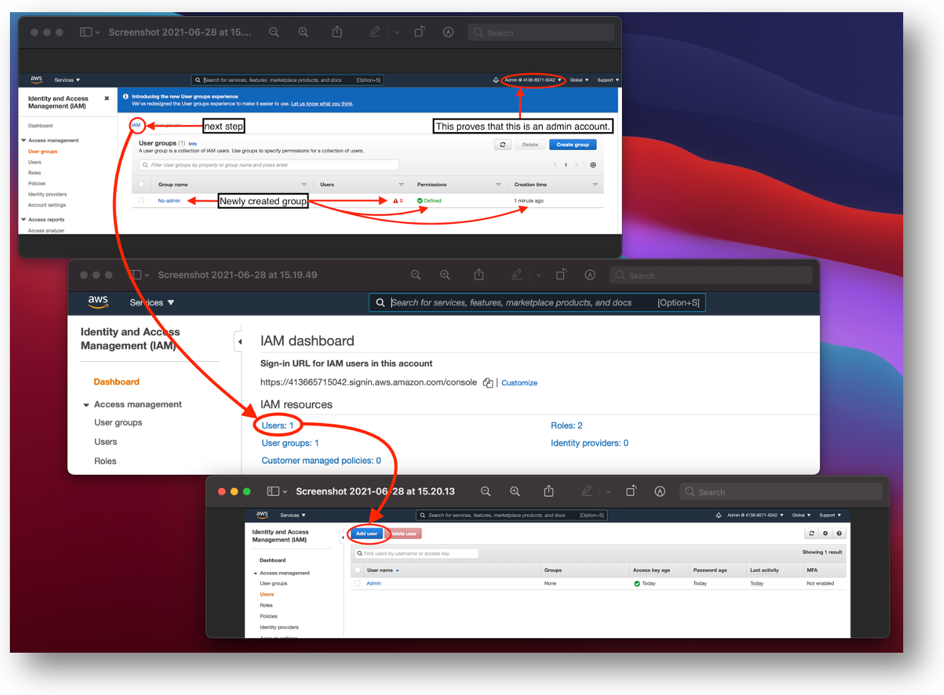 Screenshot 2021-06-28 at 15....
Search
aws Services ▼ Search for services, features, marketplace products, and docs [Option+S] Admin @ 4136-6571-5042 ▼ Global ▼ Support ▼
Identity and Access
Management (IAM)
Introducing the new User groups experience
We've redesigned the User groups experience to make it easier to use. Let us know what you think.
Dashboard
IAM
next step
This proves that this is an admin account.
Access management
User groups
Users
Roles
Policies
Identity providers
Account settings
Access reports
Access analyzer
User groups (1) Info
A user group is a collection of IAM users. Use groups to specify permissions for a collection of users.
Delete
Create group
Filter User groups by property or group name and press enter
1
Group name Users Permissions Creation time
No-admin
Newly created group
0 Defined 1 minute ago
Screenshot 2021-06-28 at 15.19.49
Search
aws Services ▼ Search for services, features, marketplace products, and docs [Option+S]
Identity and Access
Management (IAM)
Dashboard
Access management
User groups
Users
Roles
IAM dashboard
Sign-in URL for IAM users in this account
https://413665715042.signin.aws.amazon.com/console | Customize
IAM resources
Users: 1 Roles: 2
User groups: 1 Identity providers: 0
Customer managed policies: 0
Screenshot 2021-06-28 at 15.20.13
Search
aws Services ▼ Search for services, features, marketplace products, and docs [Option+S] Admin @ 4136-6571-5042 ▼ Global ▼ Support ▼
Identity and Access
Management (IAM)
Dashboard
Access management
User groups
Users
Roles
Policies
Identity providers
Account settings
Add user
Delete user
Find users by username or access key
Showing 1 result
User name Groups Access key age Password age Last activity MFA
Admin None Today Today Today Not enabled